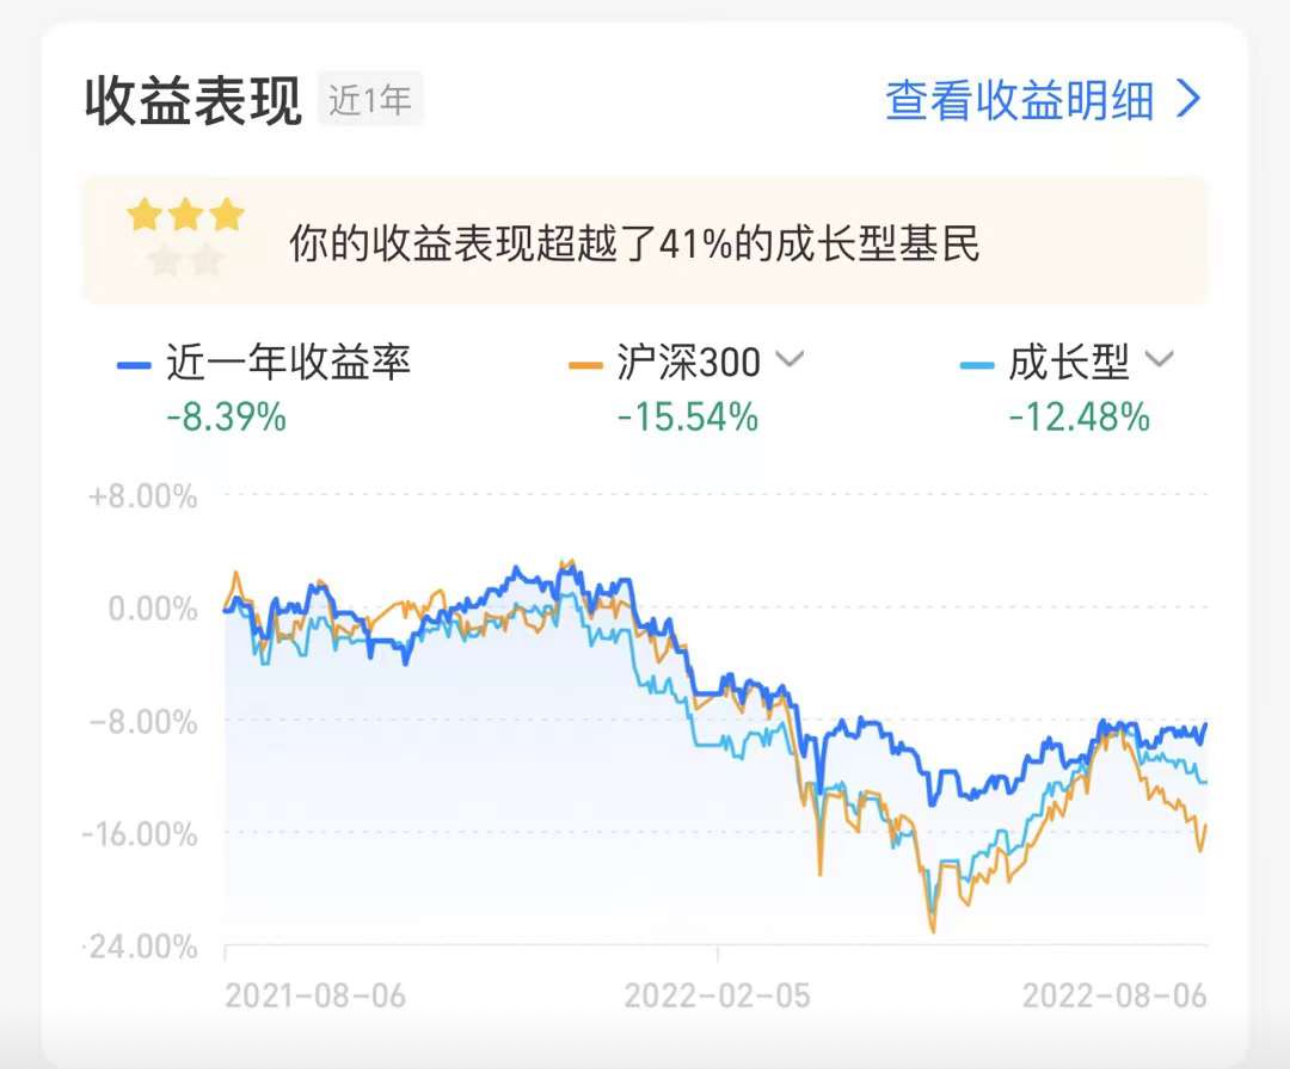 收益表现 近1年 查看收益明细
你的收益表现超越了41%的成长型基民
近一年收益率 沪深300 成长型
-8.39% -15.54% -12.48%
+8.00%
0.00%
-8.00%
-16.00%
-24.00%
2021-08-06 2022-02-05 2022-08-06